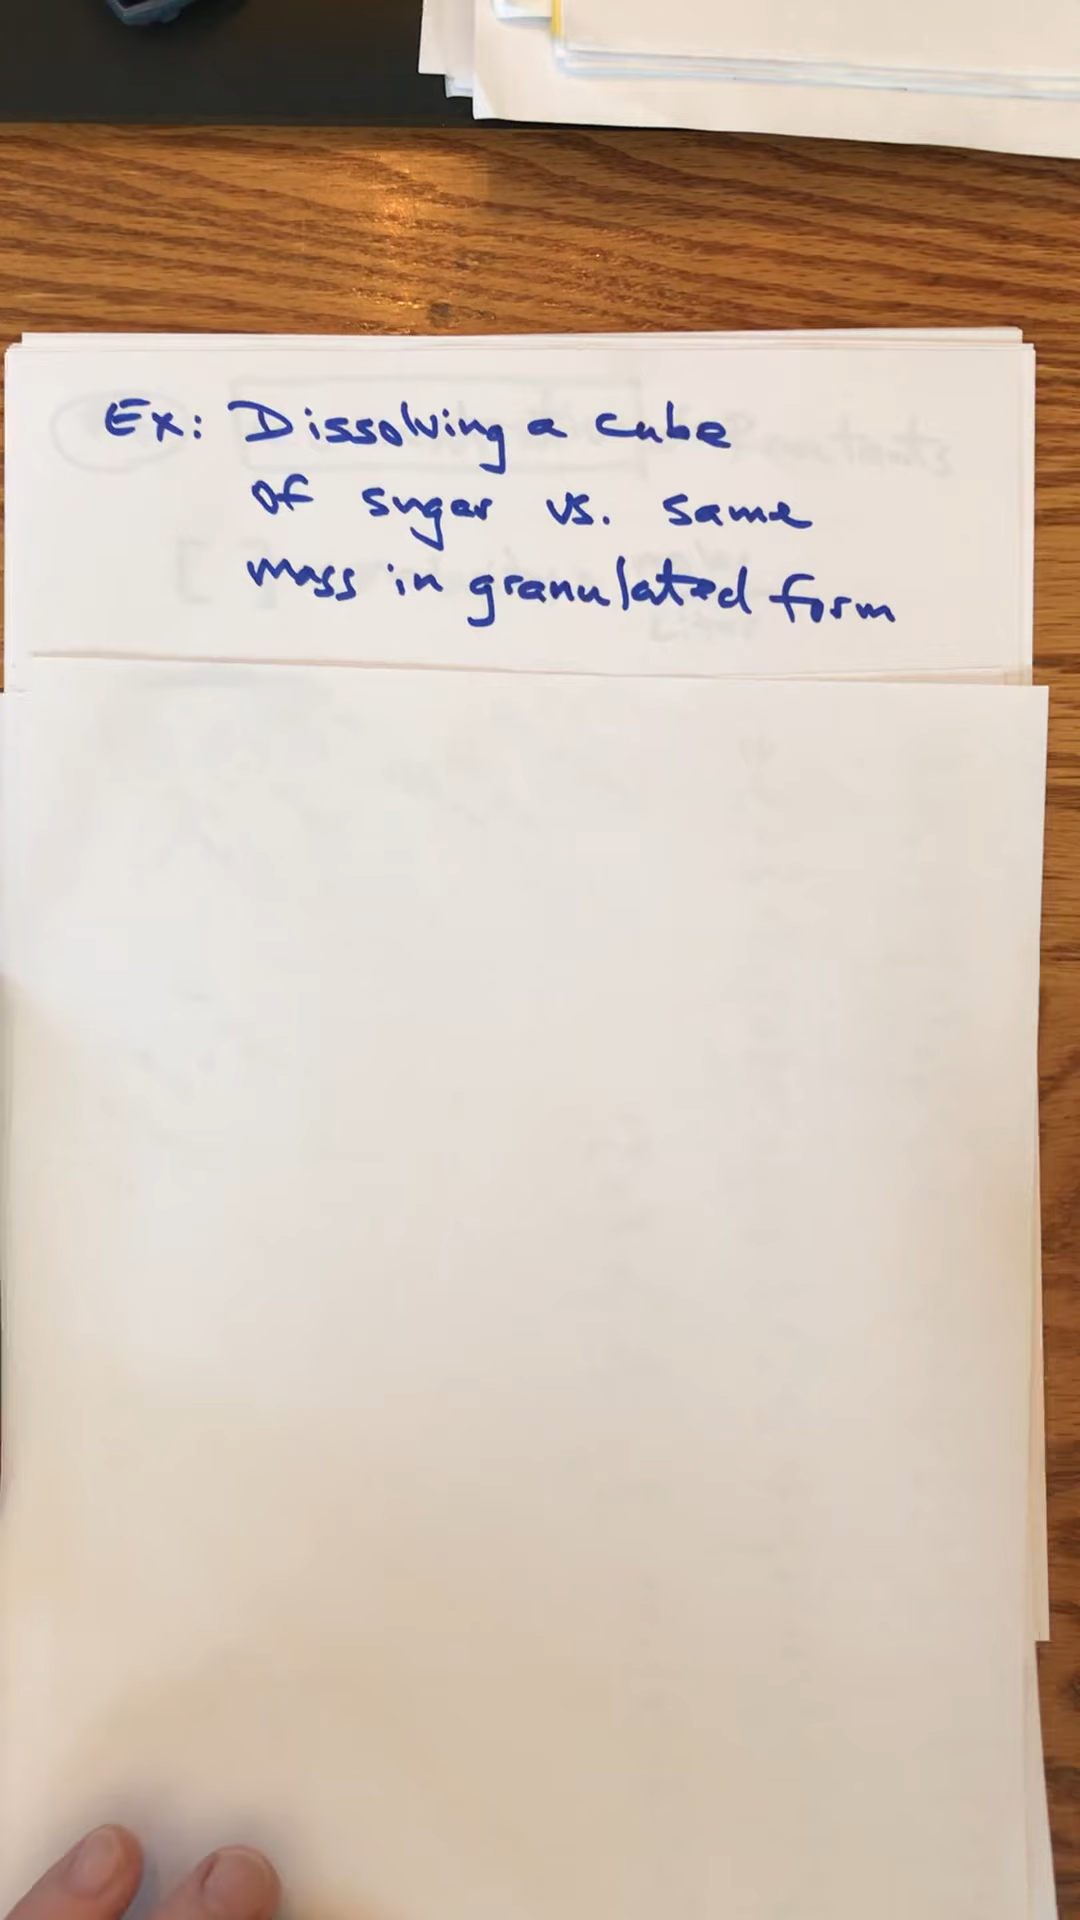 Ex: Dissolving a cube
of sugar vs. same
mass in granulated form